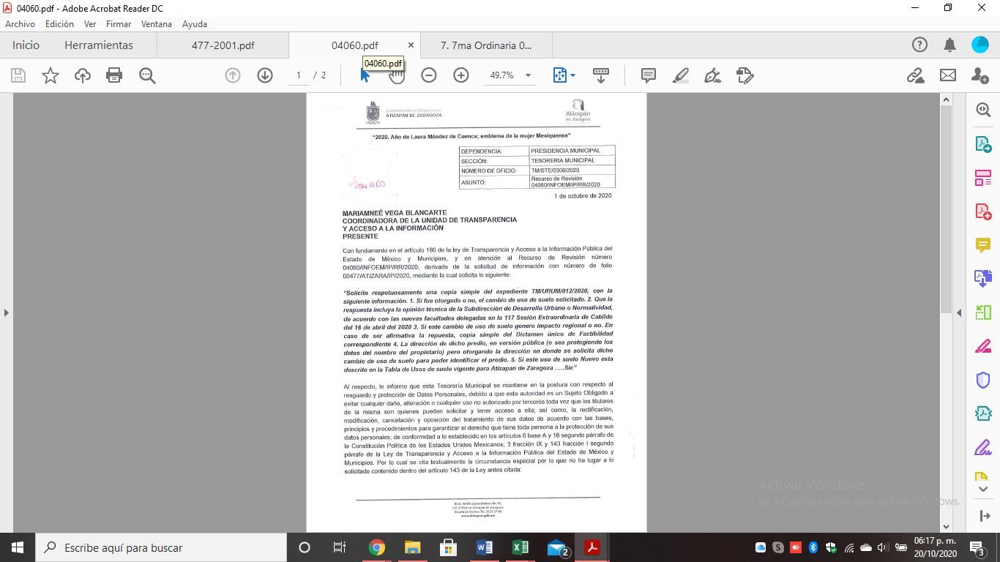 04060.pdf - Adobe Acrobat Reader DC
Archivo Edición Ver Firmar Ventana Ayuda
Inicio Herramientas 477-2001.pdf 04060.pdf 7. 7ma Ordinaria 0...
04060.pdf
1 / 2 49.7%
ATIZAPÁN DE ZARAGOZA
Atizapán
de Zaragoza
"2020. Año de Laura Méndez de Cuenca; emblema de la mujer Mexiquense"
DEPENDENCIA: PRESIDENCIA MUNICIPAL
SECCIÓN: TESORERIA MUNICIPAL
NÚMERO DE OFICIO: TM/STE/2306/2020
ASUNTO: Recurso de Revisión
04060/INFOEM/IP/RR/2020
1 de octubre de 2020
MARIAMNEÉ VEGA BLANCARTE
COORDINADORA DE LA UNIDAD DE TRANSPARENCIA
Y ACCESO A LA INFORMACIÓN
PRESENTE
Con fundamento en el artículo 186 de la ley de Transparencia y Acceso a la Información Pública del
Estado de México y Municipios, y en atención al Recurso de Revisión número
04060/INFOEM/IP/RR/2020, derivado de la solicitud de información con número de folio
00477/ATIZARA/IP/2020, mediante la cual solicita lo siguiente:
"Solicito respetuosamente una copia simple del expediente TM/URUM/012/2020, con la
siguiente información. 1. Si fue otorgado o no, el cambio de uso de suelo solicitado. 2. Que la
respuesta incluya la opinión técnica de la Subdirección de Desarrollo Urbano o Normatividad,
de acuerdo con las nuevas facultades delegadas en la 117 Sesión Extraordinaria de Cabildo
del 16 de abril del 2020 3. Si este cambio de uso de suelo genero impacto regional o no. En
caso de ser afirmativa la repuesta, copia simple del Dictamen único de Factibilidad
correspondiente 4. La dirección de dicho predio, en versión pública (o sea protegiendo los
datos del nombre del propietario) pero otorgando la dirección en donde se solicita dicho
cambio de uso de suelo para poder identificar el predio. 5. Si este uso de suelo Nuevo esta
descrito en la Tabla de Usos de suelo vigente para Atizapan de Zaragoza .....Sic"
Al respecto, le informo que esta Tesorería Municipal se mantiene en la postura con respecto al
resguardo y protección de Datos Personales, debido a que esta autoridad es un Sujeto Obligado a
evitar cualquier daño, alteración o cualquier uso no autorizado por terceros toda vez que los titulares
de la misma son quienes pueden solicitar y tener acceso a ella; así como, la rectificación,
modificación, cancelación y oposición del tratamiento de sus datos de acuerdo con las bases,
principios y procedimientos para garantizar el derecho que tiene toda persona a la protección de sus
datos personales; de conformidad a lo establecido en los artículos 6 base A y 16 segundo párrafo de
la Constitución Política de los Estados Unidos Mexicanos; 3 fracción IX y 143 fracción I segundo
párrafo de la Ley de Transparencia y Acceso a la Información Pública del Estado de México y
Municipios. Por lo cual se cita textualmente la circunstancia especial por lo que no ha lugar a lo
solicitado contenido dentro del artículo 143 de la Ley antes citada:
Blvd. Adolfo López Mateos No. 91,
Col. El Potrero Atizapán de Zaragoza,
Estado de México. Tel. 36 22 27 00
www.atizapan.gob.mx
Activar Windows
Ve a Configuración para activar Windows.
Escribe aquí para buscar
2
06:17 p. m.
20/10/2020
3